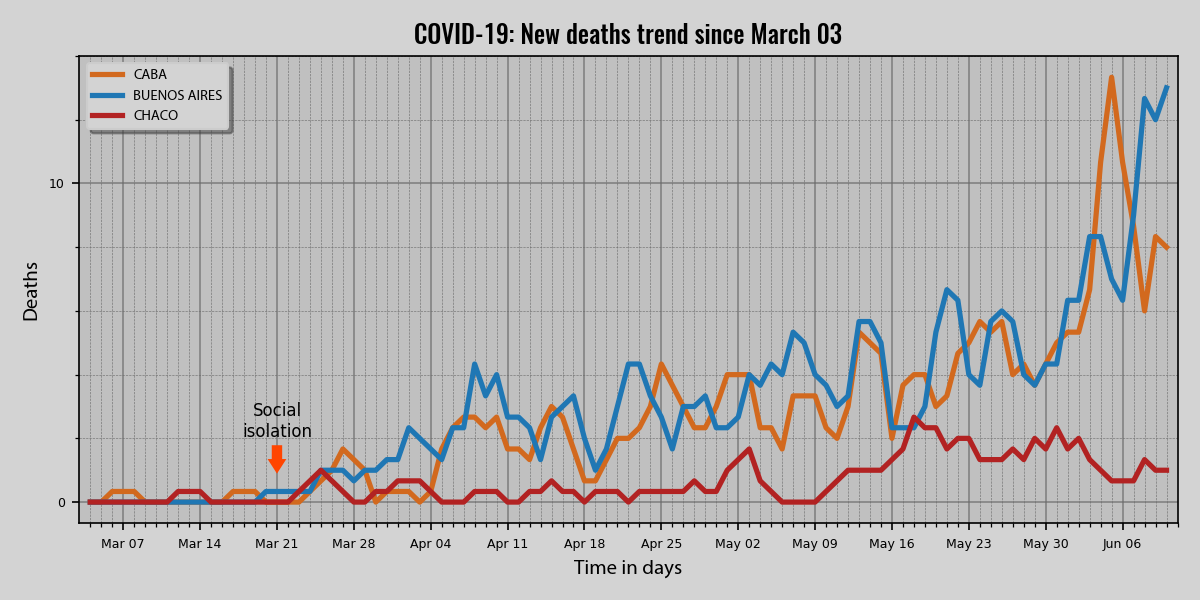 COVID-19: New deaths trend since March 03
CABA
BUENOS AIRES
CHACO
10
Deaths
Social
isolation
0
Mar 07 Mar 14 Mar 21 Mar 28 Apr 04 Apr 11 Apr 18 Apr 25 May 02 May 09 May 16 May 23 May 30 Jun 06
Time in days